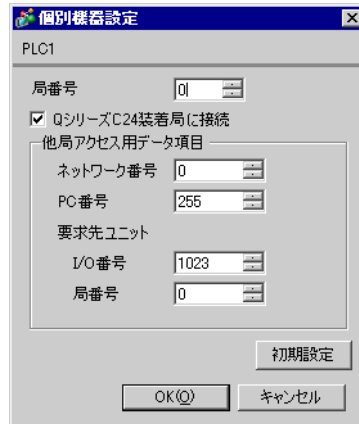 個別機器設定
PLC1
局番号 0
QシリーズC24装着局に接続
他局アクセス用データ項目
ネットワーク番号 0
PC番号 255
要求先ユニット
I/O番号 1023
局番号 0
初期設定
OK(O) キャンセル